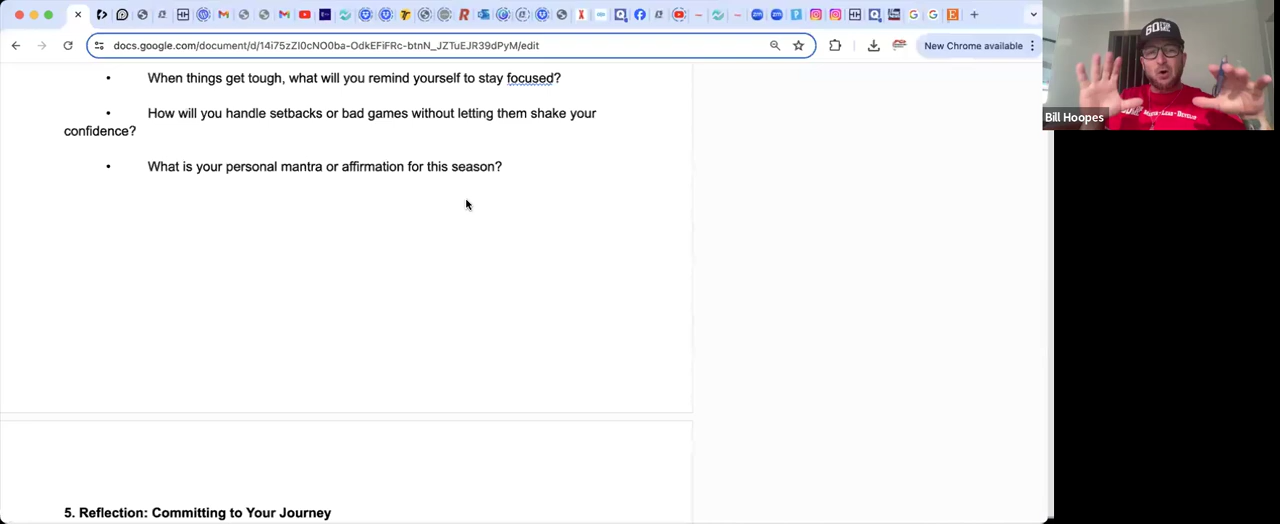 docs.google.com/document/d/14i75zZI0cNO0ba-OdkEFiFRc-btnN_JZTuEJR39dPyM/edit
New Chrome available
• When things get tough, what will you remind yourself to stay focused?
• How will you handle setbacks or bad games without letting them shake your
confidence?
• What is your personal mantra or affirmation for this season?
5. Reflection: Committing to Your Journey
Bill Hoopes